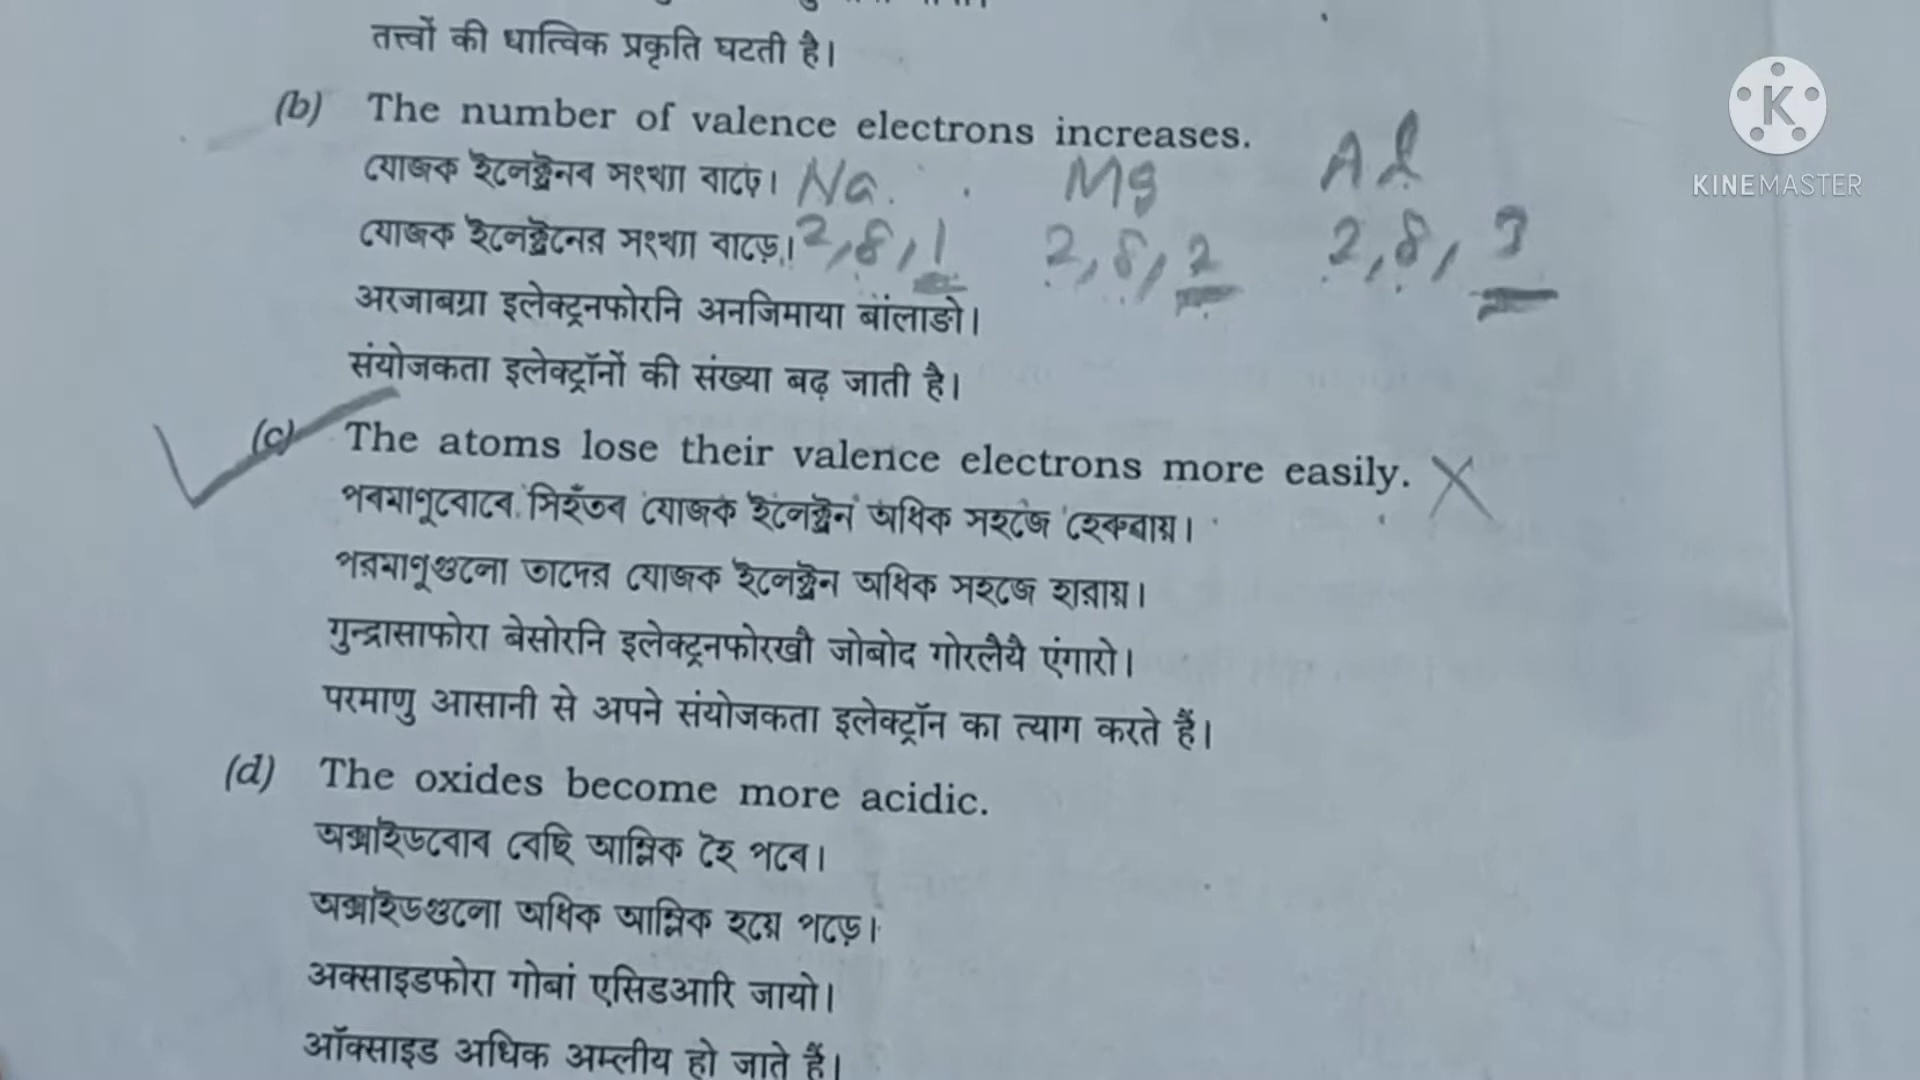 तत्त्वों की धात्विक प्रकृति घटती है।
(b) The number of valence electrons increases.
যোজক ইলেক্ট্ৰনৰ সংখ্যা বাঢ়ে। Na Mg Al
যোজক ইলেক্ট্রনের সংখ্যা বাড়ে। 2,8,1 2,8,2 2,8,3
अरजाबग्रा इलेक्ट्रनफोरनि अनजिमाया बांलाङो।
संयोजकता इलेक्ट्रॉनों की संख्या बढ़ जाती है।
(c) The atoms lose their valence electrons more easily.
পৰমাণুবোৰে সিহঁতৰ যোজক ইলেক্ট্ৰন অধিক সহজে হেৰুৱায়।
পরমাণুগুলো তাদের যোজক ইলেক্ট্রন অধিক সহজে হারায়।
गुन्द्रासाफोरा बेसोरनि इलेक्ट्रनफोरखौ जोबोद गोरलैयै एंगारो।
परमाणु आसानी से अपने संयोजकता इलेक्ट्रॉन का त्याग करते हैं।
(d) The oxides become more acidic.
অক্সাইডবোৰ বেছি আম্লিক হৈ পৰে।
অক্সাইডগুলো অধিক আম্লিক হয়ে পড়ে।
अक्साइडफोरा गोबां एसिडआरि जायो।
ऑक्साइड अधिक अम्लीय हो जाते हैं।
K
KINEMASTER